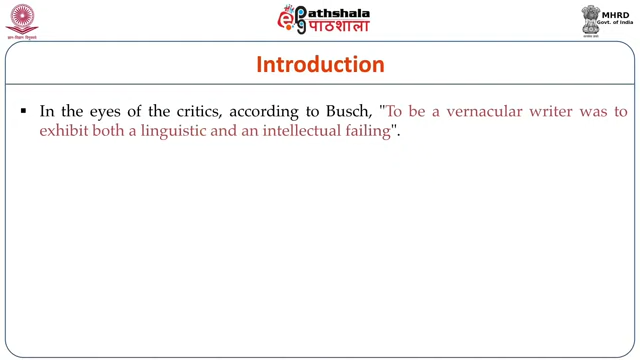 ePathshala
पाठशाला
MHRD
Govt. of India
Introduction
▪ In the eyes of the critics, according to Busch, "To be a vernacular writer was to
exhibit both a linguistic and an intellectual failing".